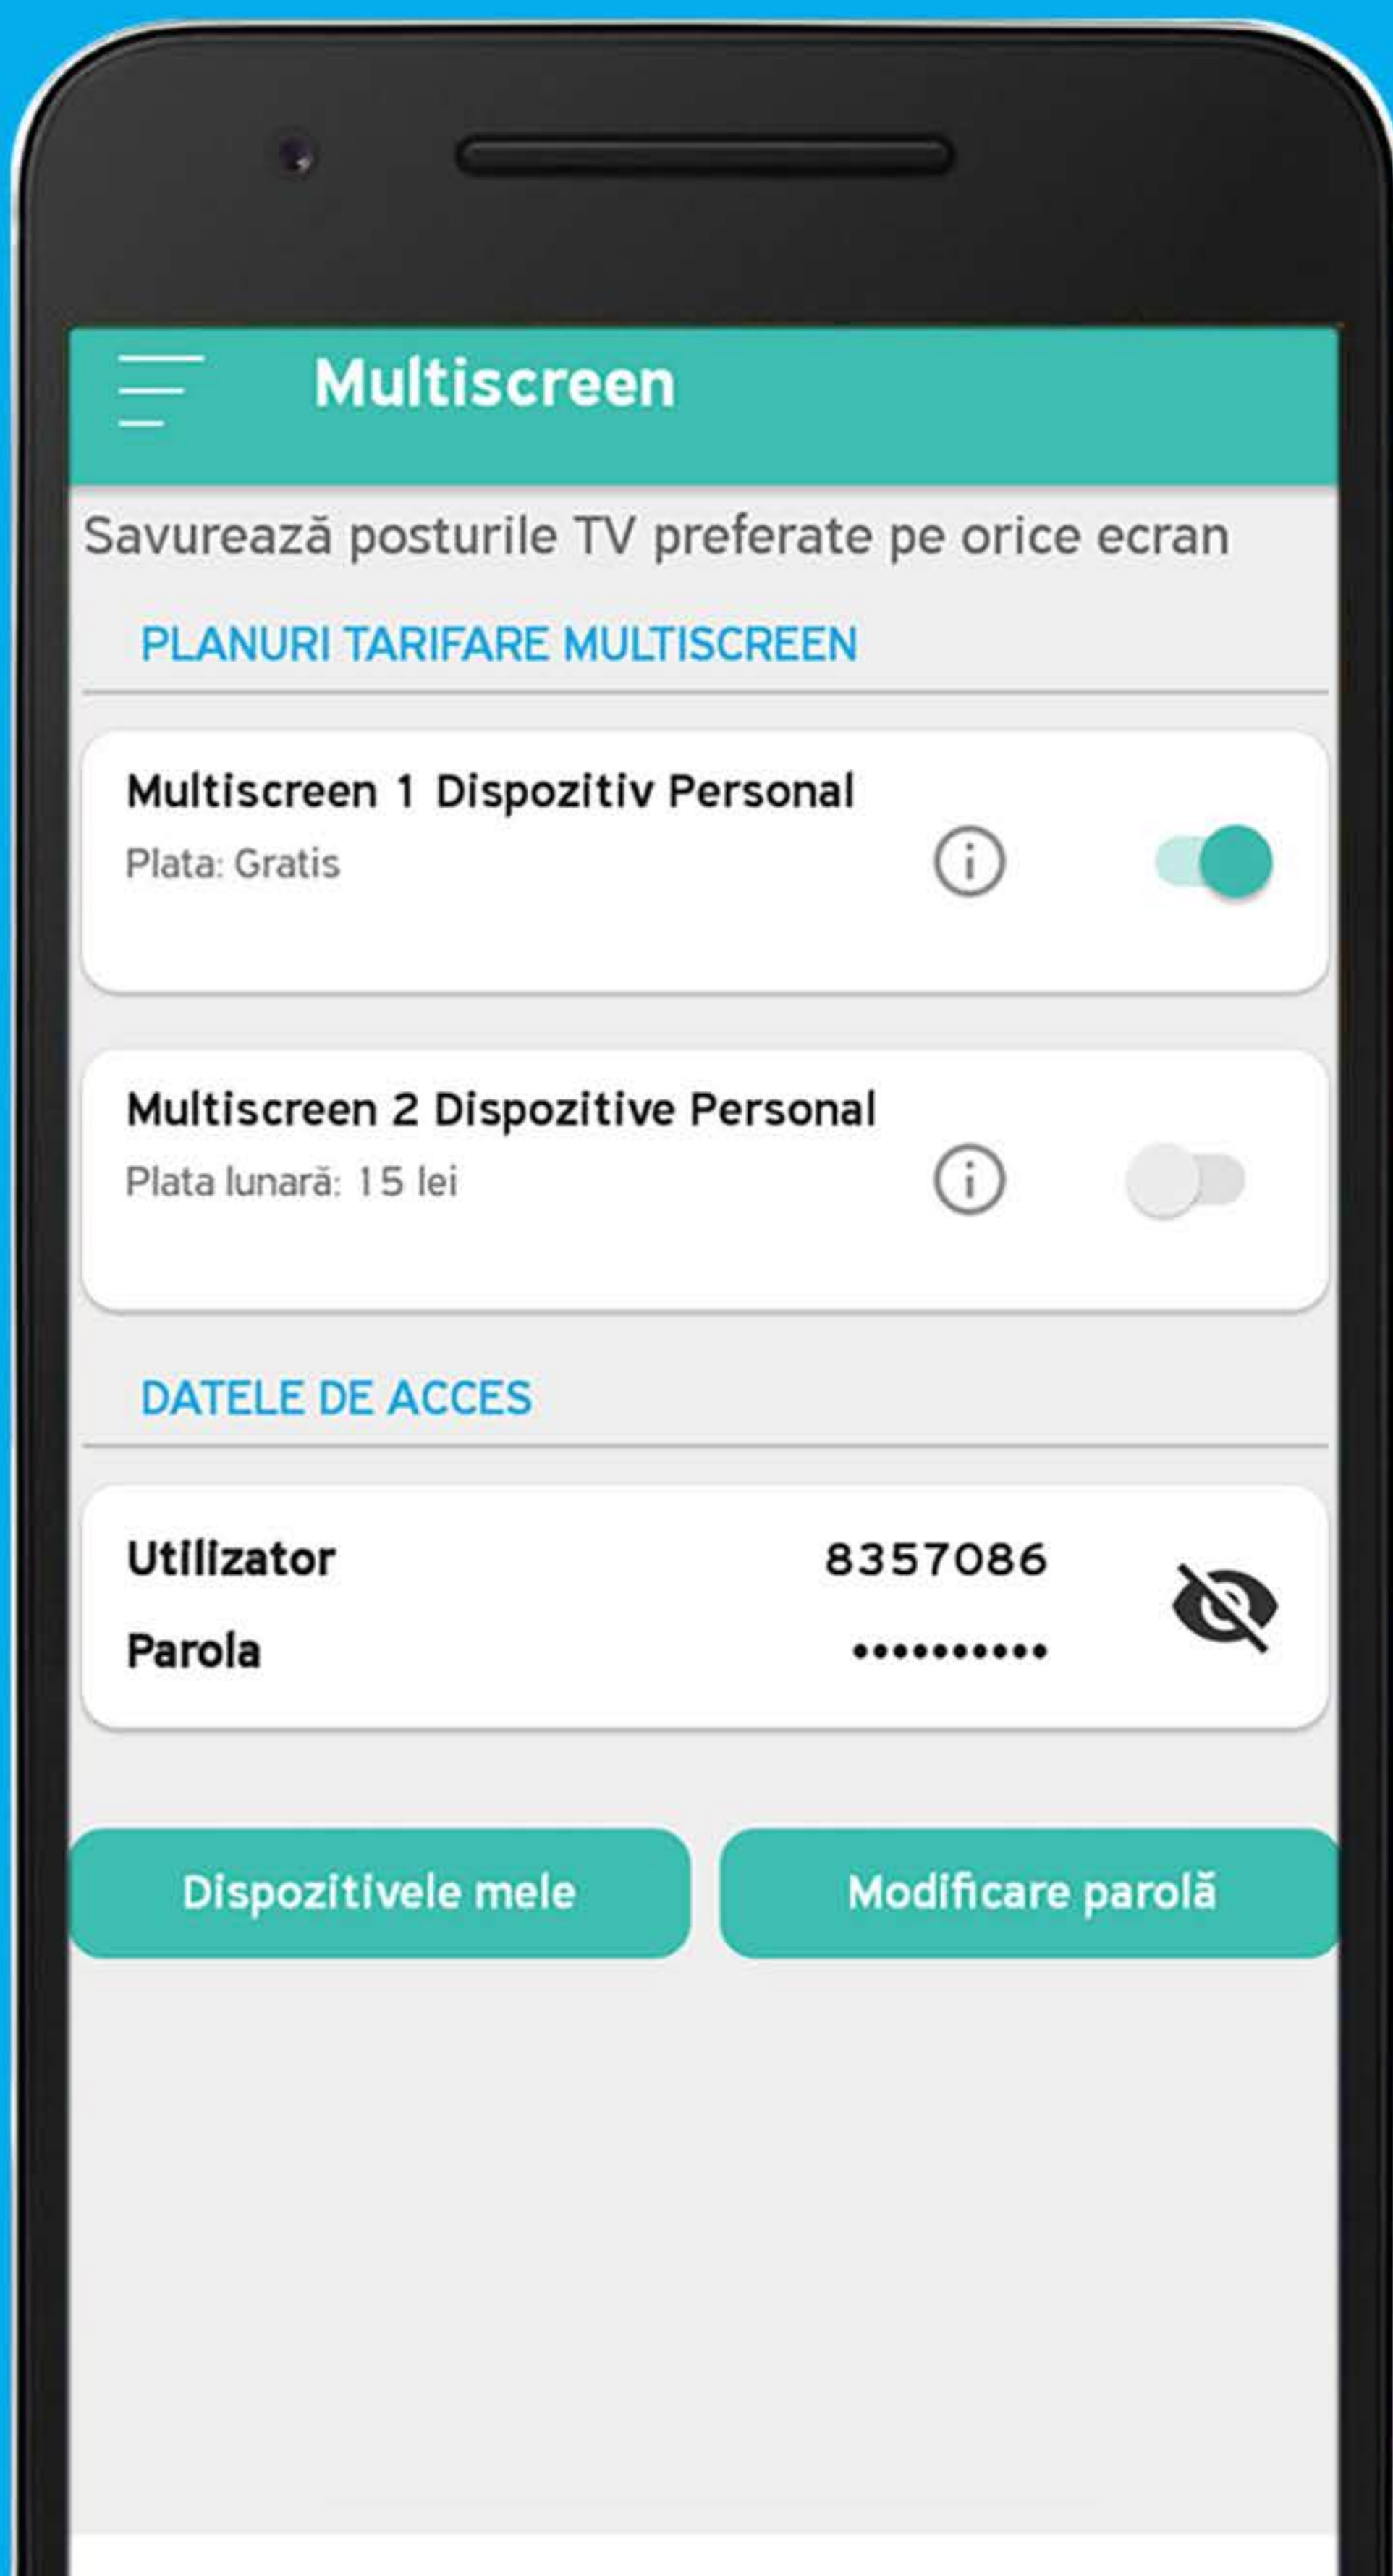 Multiscreen
Savurează posturile TV preferate pe orice ecran
PLANURI TARIFARE MULTISCREEN
Multiscreen 1 Dispozitiv Personal
Plata: Gratis
Multiscreen 2 Dispozitive Personal
Plata lunară: 15 lei
DATELE DE ACCES
Utilizator 8357086
Parola ••••••••••
Dispozitivele mele Modificare parolă